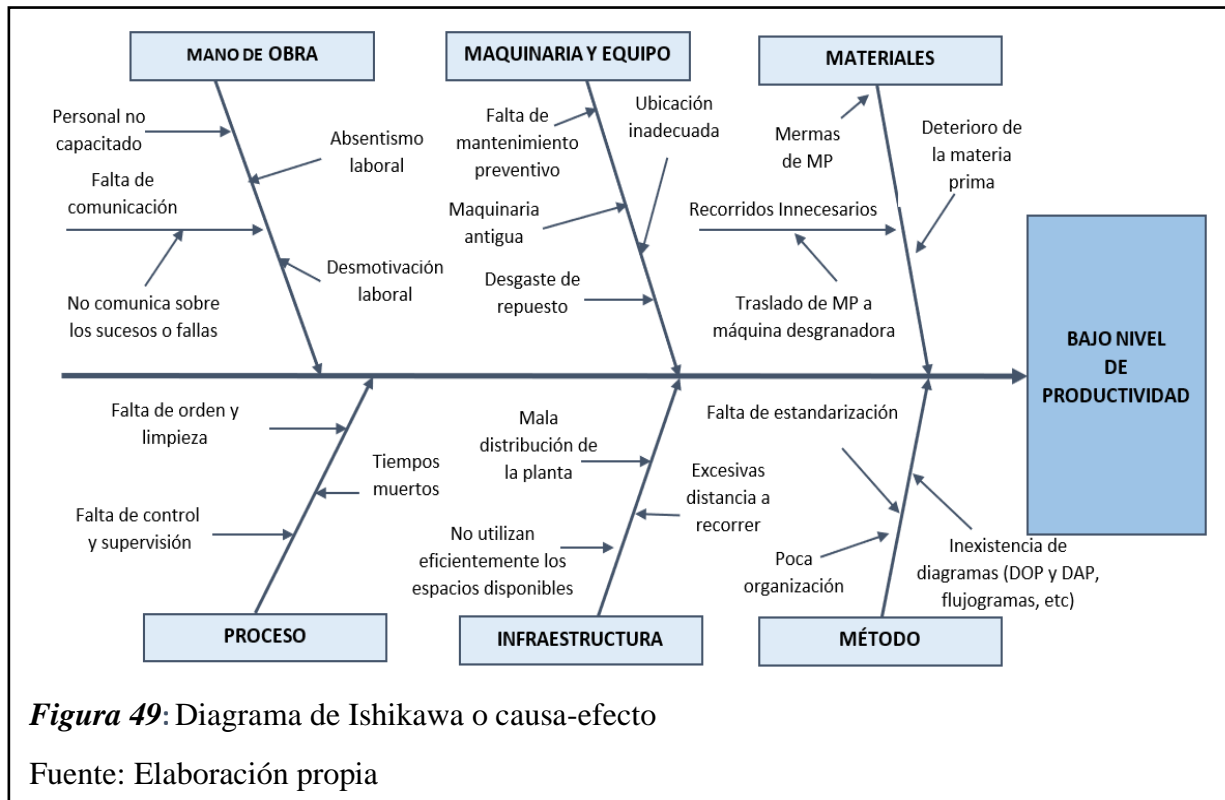 MANO DE OBRA
MAQUINARIA Y EQUIPO
MATERIALES
Personal no
capacitado
Absentismo
laboral
Falta de
comunicación
Desmotivación
laboral
No comunica sobre
los sucesos o fallas
Falta de
mantenimiento
preventivo
Ubicación
inadecuada
Maquinaria
antigua
Desgaste de
repuesto
Mermas
de MP
Deterioro de
la materia
prima
Recorridos Innecesarios
Traslado de MP a
máquina desgranadora
BAJO NIVEL
DE
PRODUCTIVIDAD
Falta de orden y
limpieza
Tiempos
muertos
Falta de control
y supervisión
Mala
distribución de
la planta
Excesivas
distancia a
recorrer
No utilizan
eficientemente los
espacios disponibles
Falta de estandarización
Poca
organización
Inexistencia de
diagramas (DOP y DAP,
flujogramas, etc)
PROCESO
INFRAESTRUCTURA
MÉTODO
Figura 49: Diagrama de Ishikawa o causa-efecto
Fuente: Elaboración propia